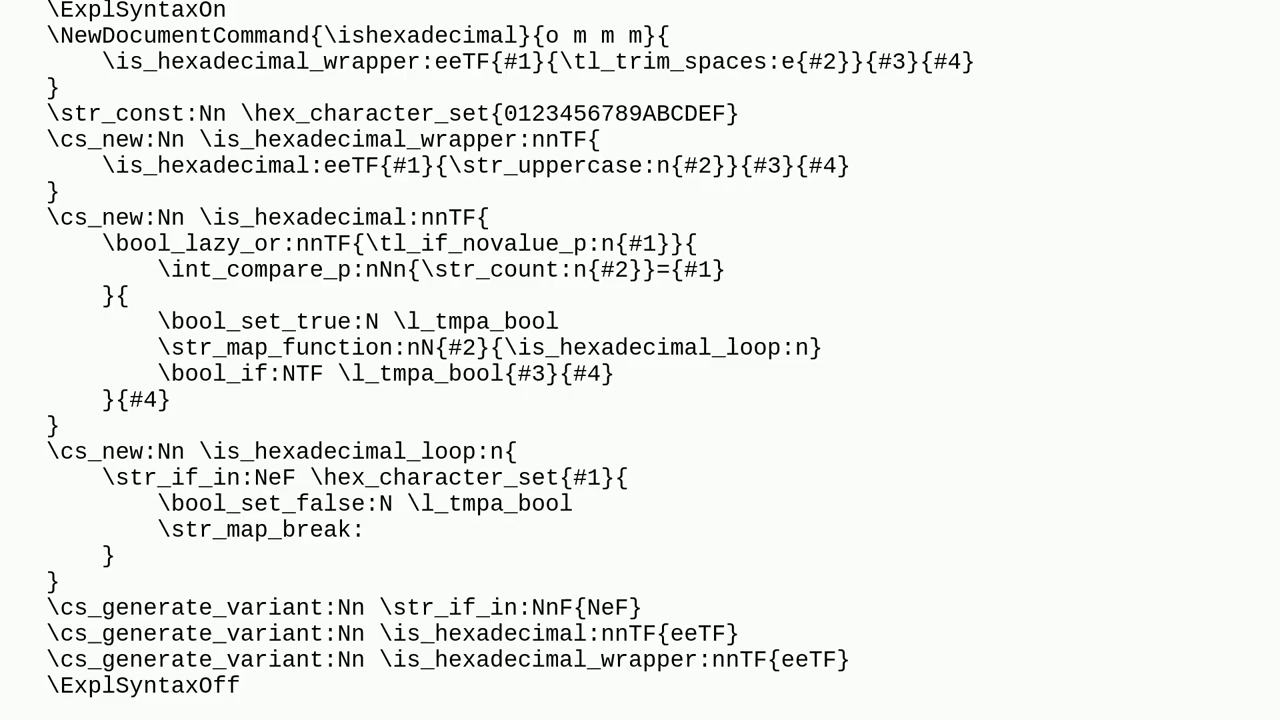 \ExplSyntaxOn
\NewDocumentCommand{\ishexadecimal}{o m m m}{
    \is_hexadecimal_wrapper:eeTF{#1}{\tl_trim_spaces:e{#2}}{#3}{#4}
}
\str_const:Nn \hex_character_set{0123456789ABCDEF}
\cs_new:Nn \is_hexadecimal_wrapper:nnTF{
    \is_hexadecimal:eeTF{#1}{\str_uppercase:n{#2}}{#3}{#4}
}
\cs_new:Nn \is_hexadecimal:nnTF{
    \bool_lazy_or:nnTF{\tl_if_novalue_p:n{#1}}{
        \int_compare_p:nNn{\str_count:n{#2}}={#1}
    }{
        \bool_set_true:N \l_tmpa_bool
        \str_map_function:nN{#2}{\is_hexadecimal_loop:n}
        \bool_if:NTF \l_tmpa_bool{#3}{#4}
    }{#4}
}
\cs_new:Nn \is_hexadecimal_loop:n{
    \str_if_in:NeF \hex_character_set{#1}{
        \bool_set_false:N \l_tmpa_bool
        \str_map_break:
    }
}
\cs_generate_variant:Nn \str_if_in:NnF{NeF}
\cs_generate_variant:Nn \is_hexadecimal:nnTF{eeTF}
\cs_generate_variant:Nn \is_hexadecimal_wrapper:nnTF{eeTF}
\ExplSyntaxOff